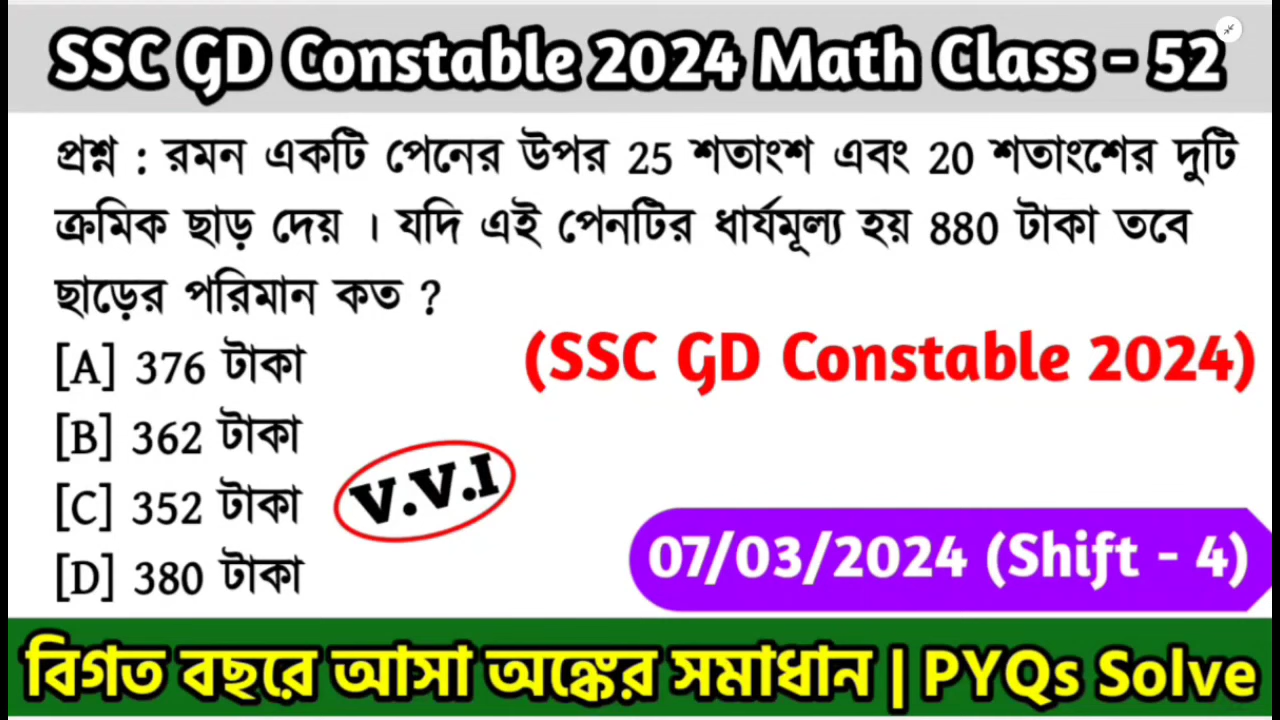 SSC GD Constable 2024 Math Class - 52
প্রশ্ন : রমন একটি পেনের উপর 25 শতাংশ এবং 20 শতাংশের দুটি
ক্রমিক ছাড় দেয় । যদি এই পেনটির ধার্যমূল্য হয় 880 টাকা তবে
ছাড়ের পরিমান কত ?
[A] 376 টাকা
(SSC GD Constable 2024)
[B] 362 টাকা
[C] 352 টাকা
V.V.I
07/03/2024 (Shift - 4)
[D] 380 টাকা
বিগত বছরে আসা অঙ্কের সমাধান | PYQs Solve